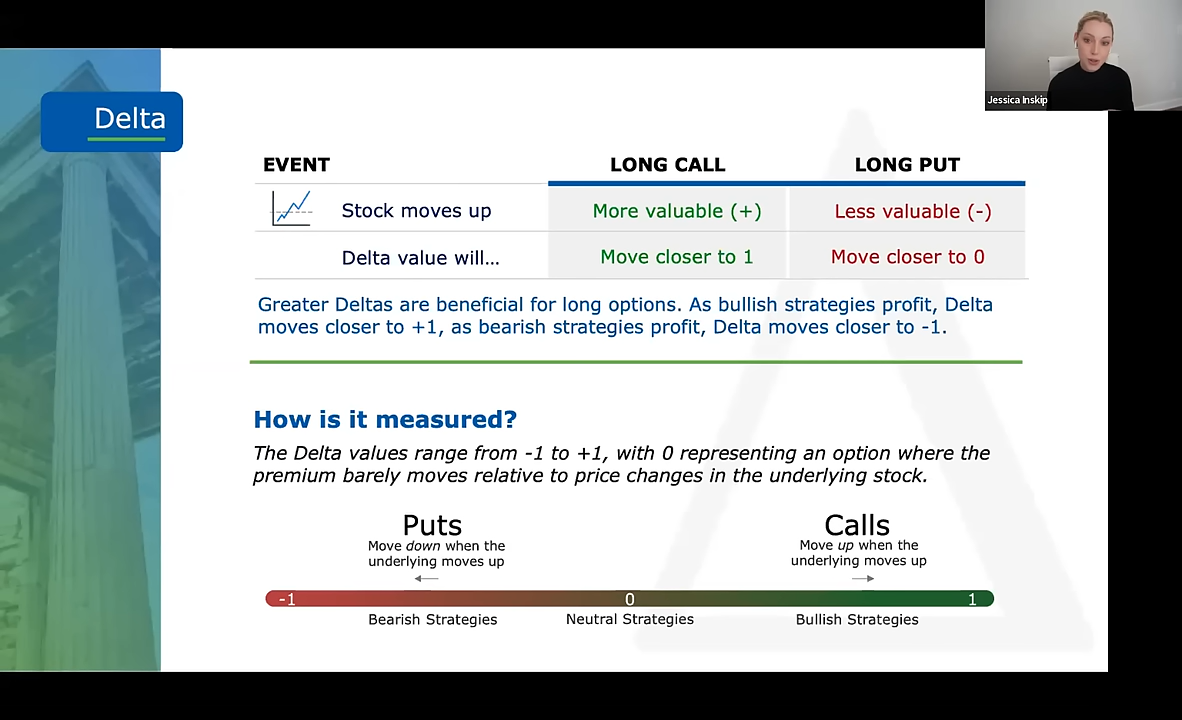 Jessica Inskip
Delta
EVENT LONG CALL LONG PUT
Stock moves up More valuable (+) Less valuable (-)
Delta value will... Move closer to 1 Move closer to 0
Greater Deltas are beneficial for long options. As bullish strategies profit, Delta
moves closer to +1, as bearish strategies profit, Delta moves closer to -1.
How is it measured?
The Delta values range from -1 to +1, with 0 representing an option where the
premium barely moves relative to price changes in the underlying stock.
Puts Calls
Move down when the Move up when the
underlying moves up underlying moves up
-1 0 1
Bearish Strategies Neutral Strategies Bullish Strategies